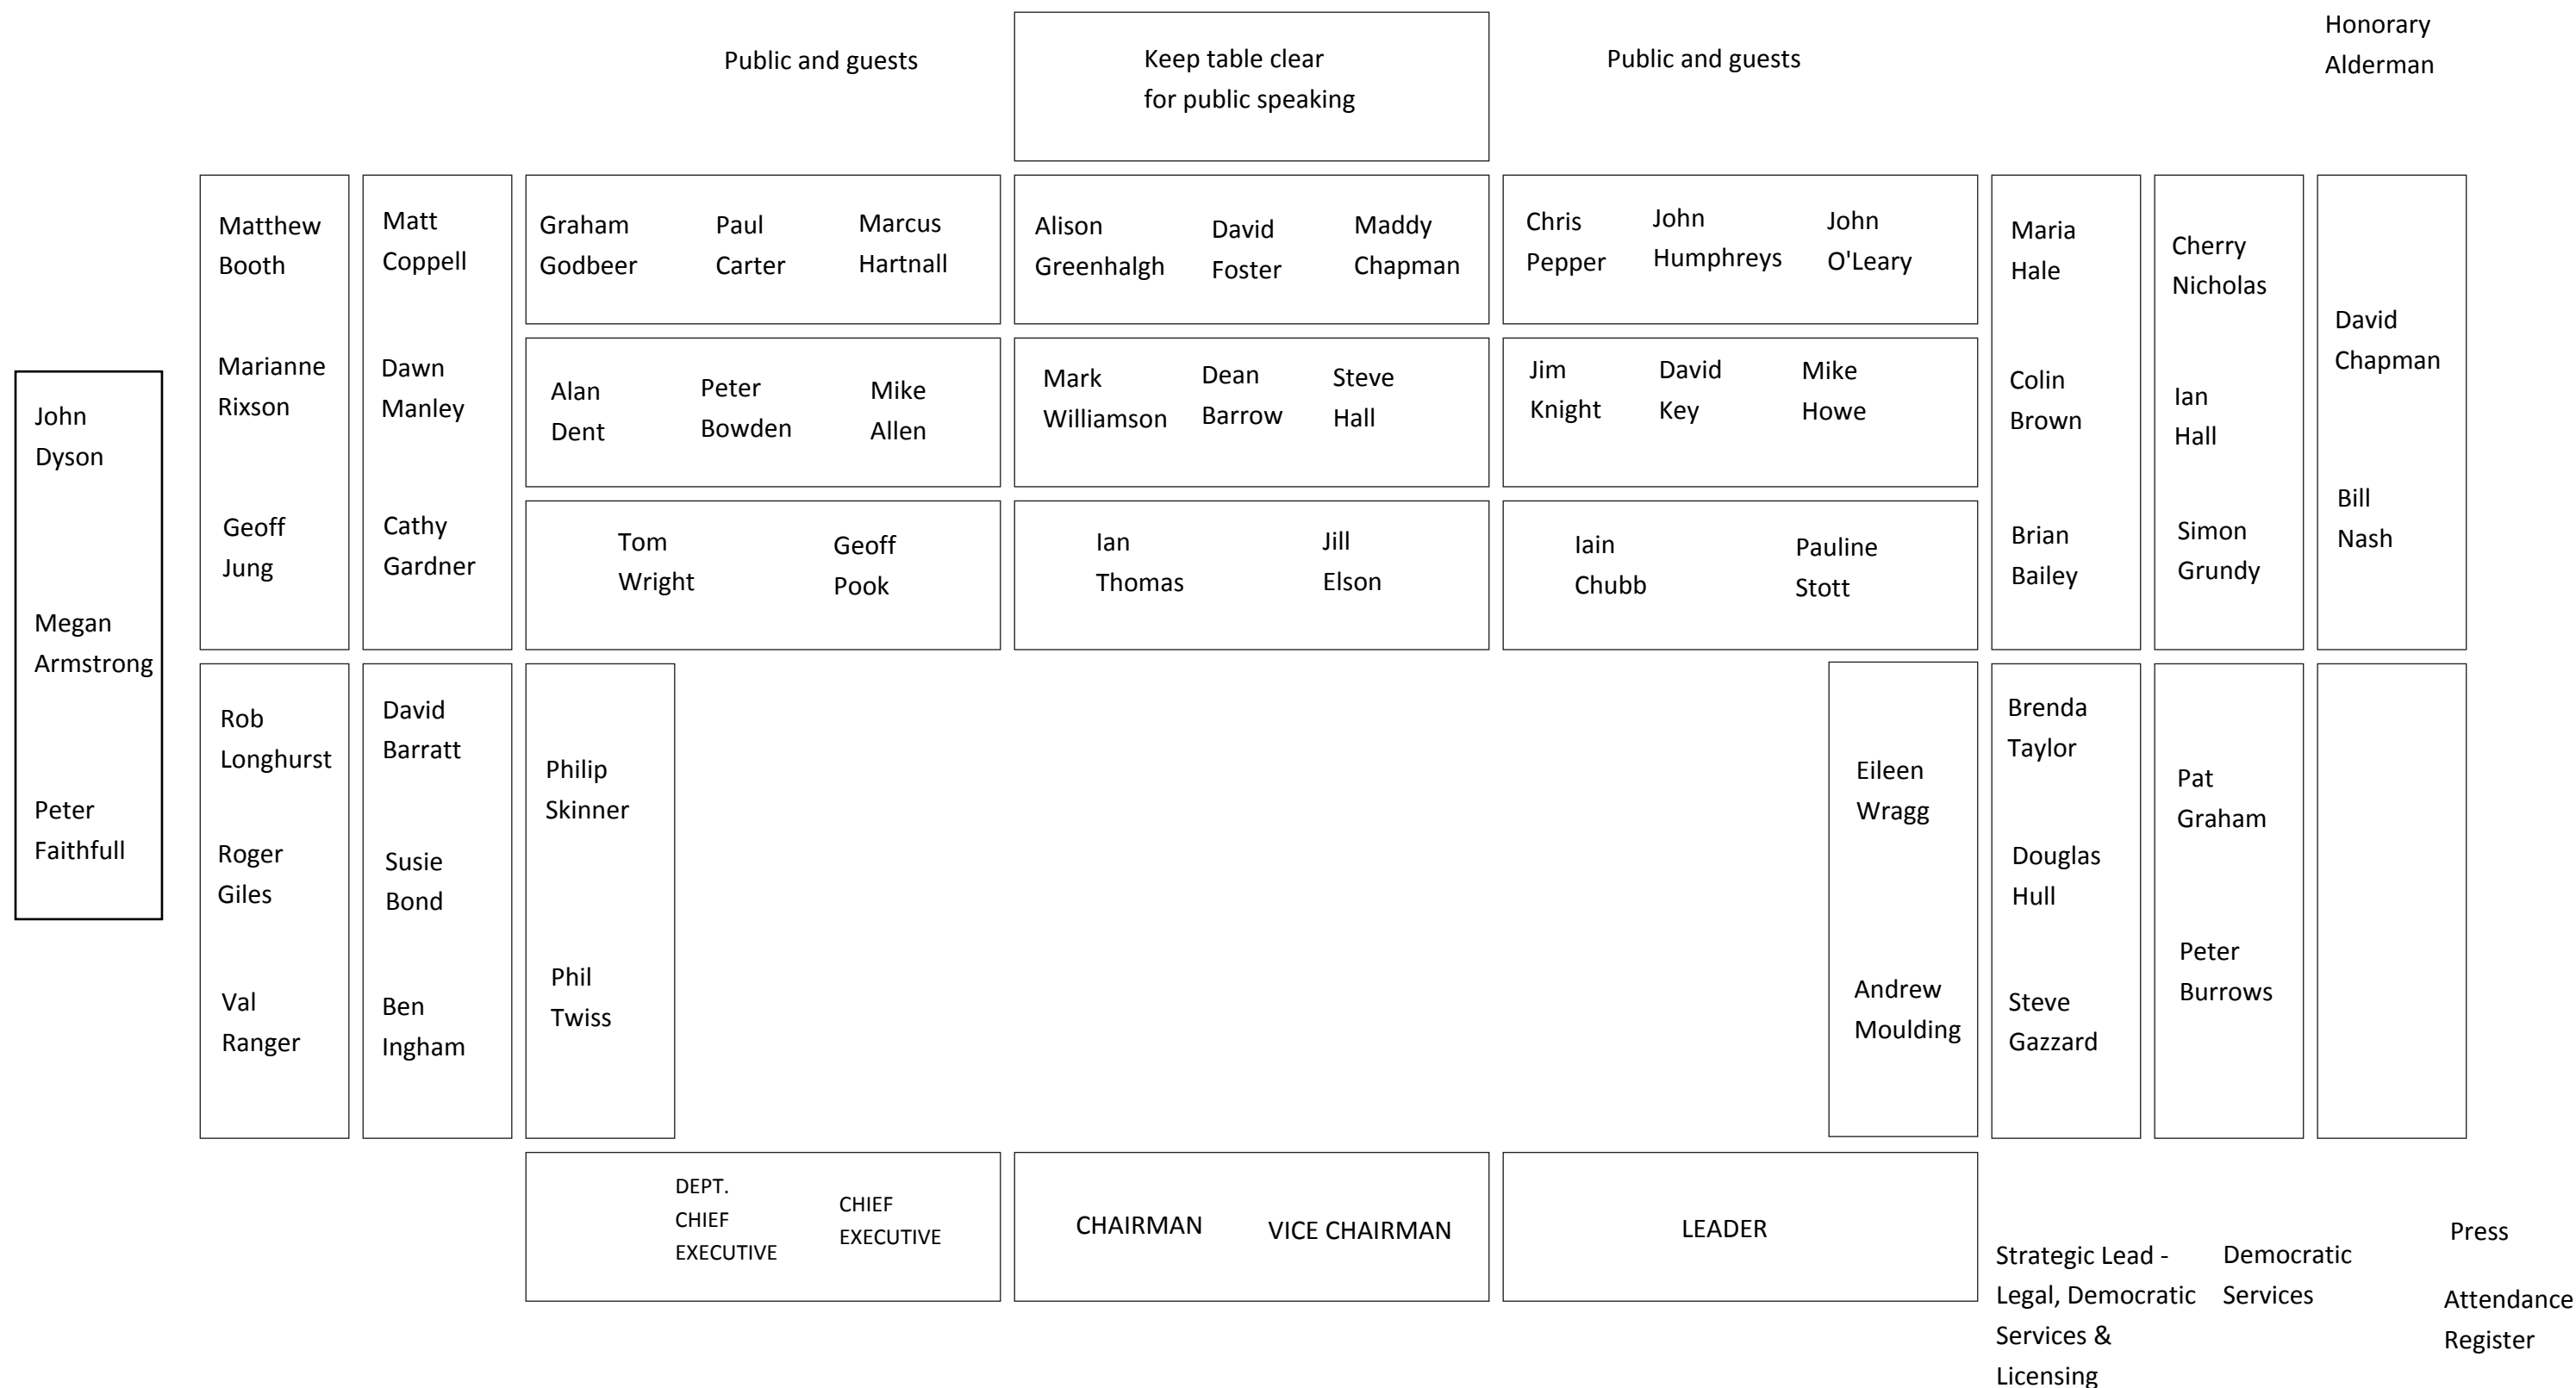 Honorary
Alderman
Public and guests
Keep table clear
for public speaking
Public and guests
Matthew
Booth
Marianne
Rixson
Geoff
Jung
Matt
Coppell
Dawn
Manley
Cathy
Gardner
Graham
Godbeer
Paul
Carter
Marcus
Hartnall
Alison
Greenhalgh
David
Foster
Maddy
Chapman
Chris
Pepper
John
Humphreys
John
O'Leary
Maria
Hale
Colin
Brown
Brian
Bailey
Cherry
Nicholas
Ian
Hall
Simon
Grundy
David
Chapman
Bill
Nash
Alan
Dent
Peter
Bowden
Mike
Allen
Mark
Williamson
Dean
Barrow
Steve
Hall
Jim
Knight
David
Key
Mike
Howe
John
Dyson
Megan
Armstrong
Peter
Faithfull
Tom
Wright
Geoff
Pook
Ian
Thomas
Jill
Elson
Iain
Chubb
Pauline
Stott
Rob
Longhurst
Roger
Giles
Val
Ranger
David
Barratt
Susie
Bond
Ben
Ingham
Philip
Skinner
Phil
Twiss
Eileen
Wragg
Andrew
Moulding
Brenda
Taylor
Douglas
Hull
Steve
Gazzard
Pat
Graham
Peter
Burrows
DEPT.
CHIEF
EXECUTIVE
CHIEF
EXECUTIVE
CHAIRMAN
VICE CHAIRMAN
LEADER
Strategic Lead -
Legal, Democratic
Services &
Licensing
Democratic
Services
Press
Attendance
Register